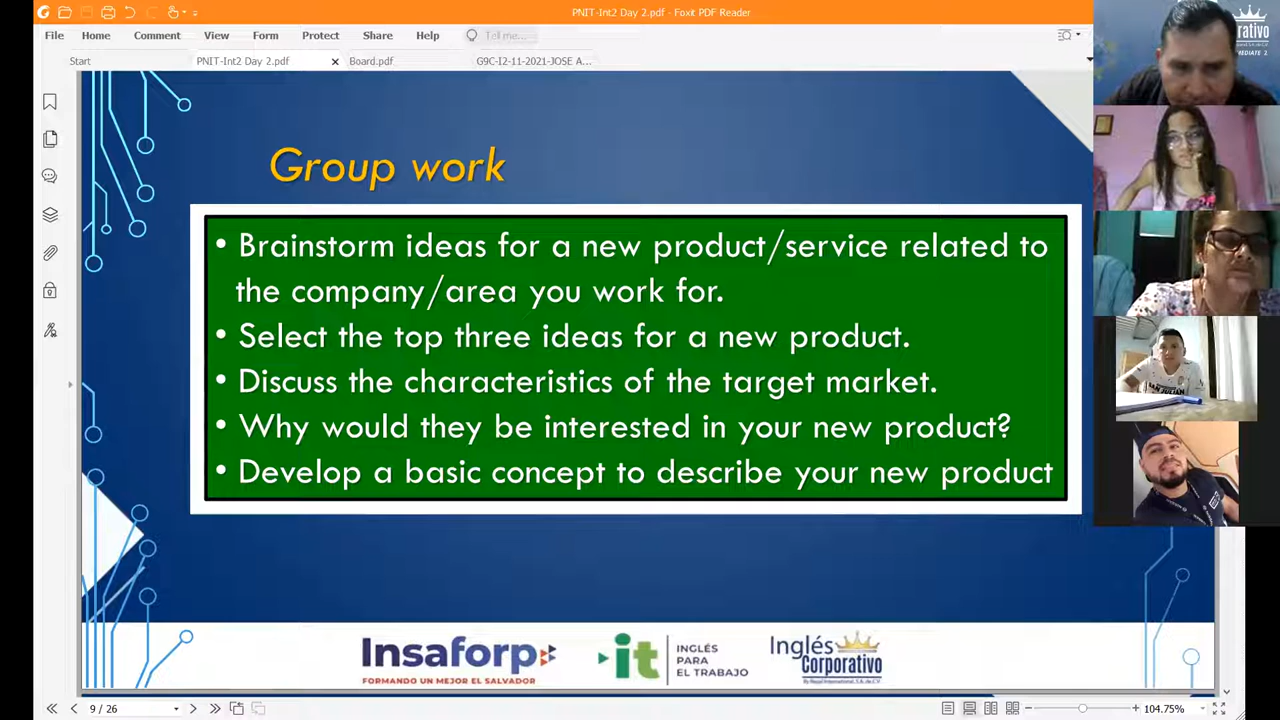 PNIT-Int2 Day 2.pdf - Foxit PDF Reader
File Home Comment View Form Protect Share Help Tell me...
Start PNIT-Int2 Day 2.pdf Board.pdf G9C-I2-11-2021-JOSE A...
Group work
• Brainstorm ideas for a new product/service related to
the company/area you work for.
• Select the top three ideas for a new product.
• Discuss the characteristics of the target market.
• Why would they be interested in your new product?
• Develop a basic concept to describe your new product
Insaforp
FORMANDO UN MEJOR EL SALVADOR
it
INGLÉS
PARA
EL TRABAJO
Inglés
Corporativo
rativo
9 / 26
104.75%